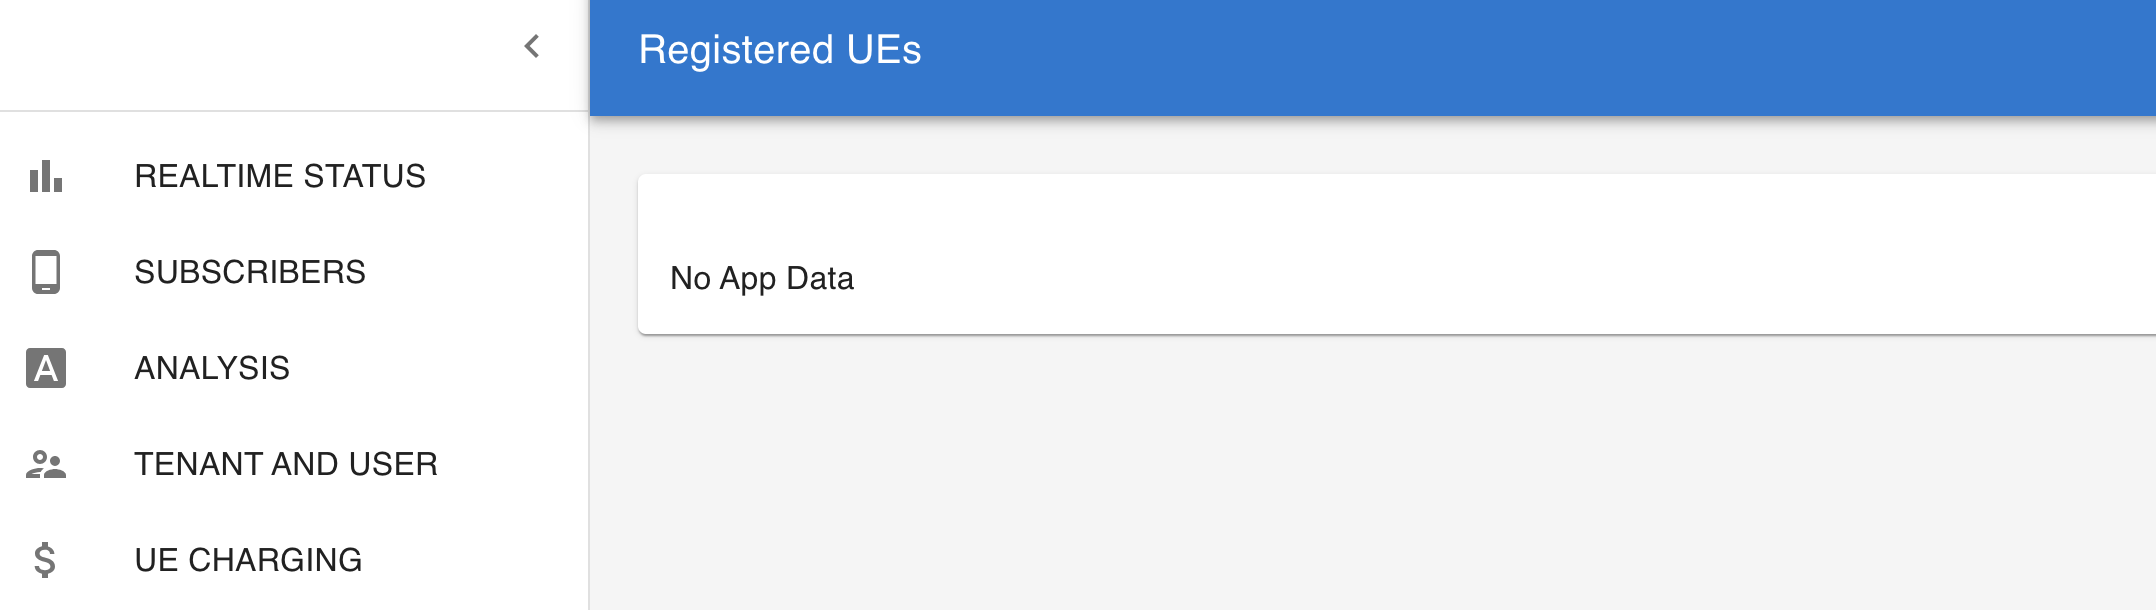 Registered UEs
REALTIME STATUS
SUBSCRIBERS
ANALYSIS
TENANT AND USER
UE CHARGING
No App Data